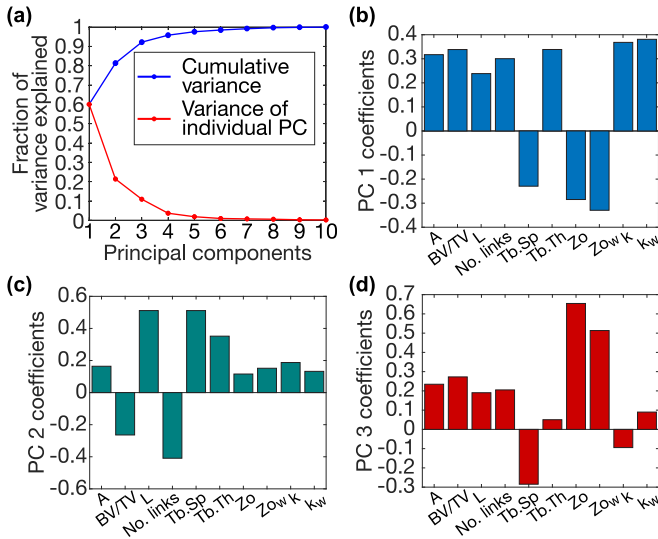 (a)
Fraction of
variance explained
1
0.9
0.8
0.7
0.6
0.5
0.4
0.3
0.2
0.1
0
Cumulative
variance
Variance of
individual PC
1 2 3 4 5 6 7 8 9 10
Principal components
(b)
PC 1 coefficients
0.4
0.3
0.2
0.1
0
-0.1
-0.2
-0.3
-0.4
A BV/TV L No. links Tb.Sp Tb.Th Zo Zow k kw
(c)
PC 2 coefficients
0.6
0.4
0.2
0
-0.2
-0.4
-0.6
A BV/TV L No. links Tb.Sp Tb.Th Zo Zow k kw
(d)
PC 3 coefficients
0.7
0.6
0.5
0.4
0.3
0.2
0.1
0
-0.1
-0.2
-0.3
A BV/TV L No. links Tb.Sp Tb.Th Zo Zow k kw